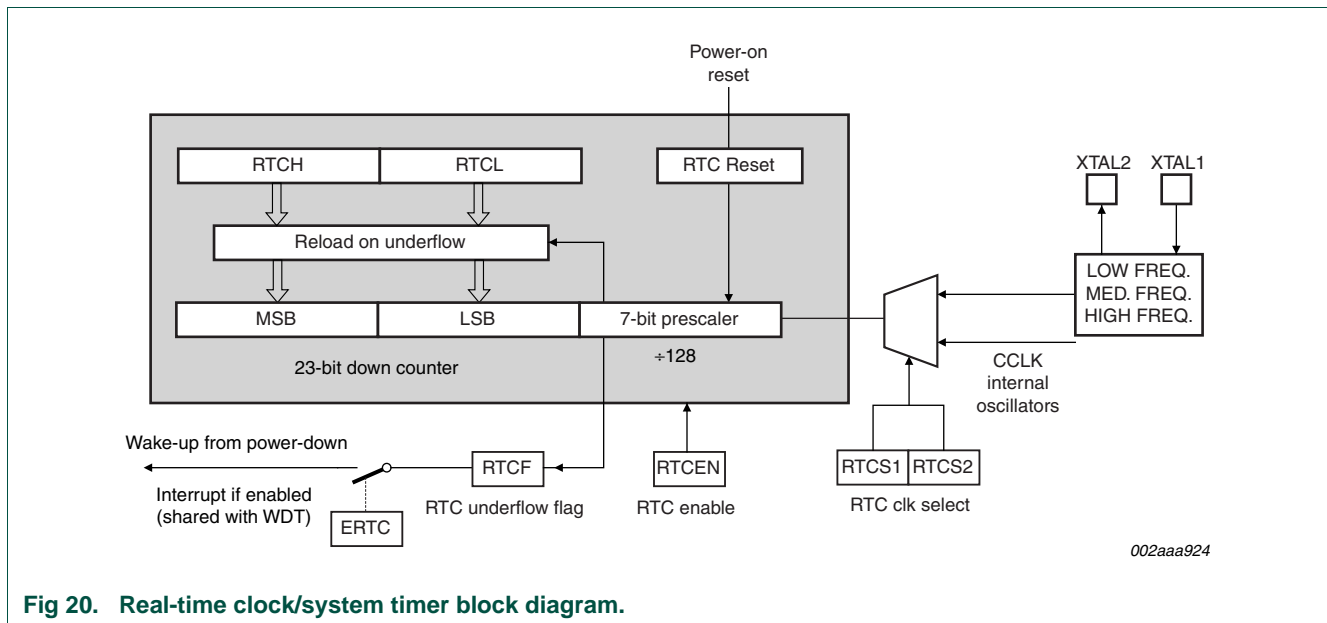 Power-on
reset
RTCH
RTCL
RTC Reset
XTAL2
XTAL1
Reload on underflow
LOW FREQ.
MED. FREQ.
HIGH FREQ.
MSB
LSB
7-bit prescaler
÷128
23-bit down counter
CCLK
internal
oscillators
Wake-up from power-down
RTCF
RTCEN
RTCS1
RTCS2
Interrupt if enabled
(shared with WDT)
RTC underflow flag
RTC enable
RTC clk select
ERTC
002aaa924
Fig 20. Real-time clock/system timer block diagram.